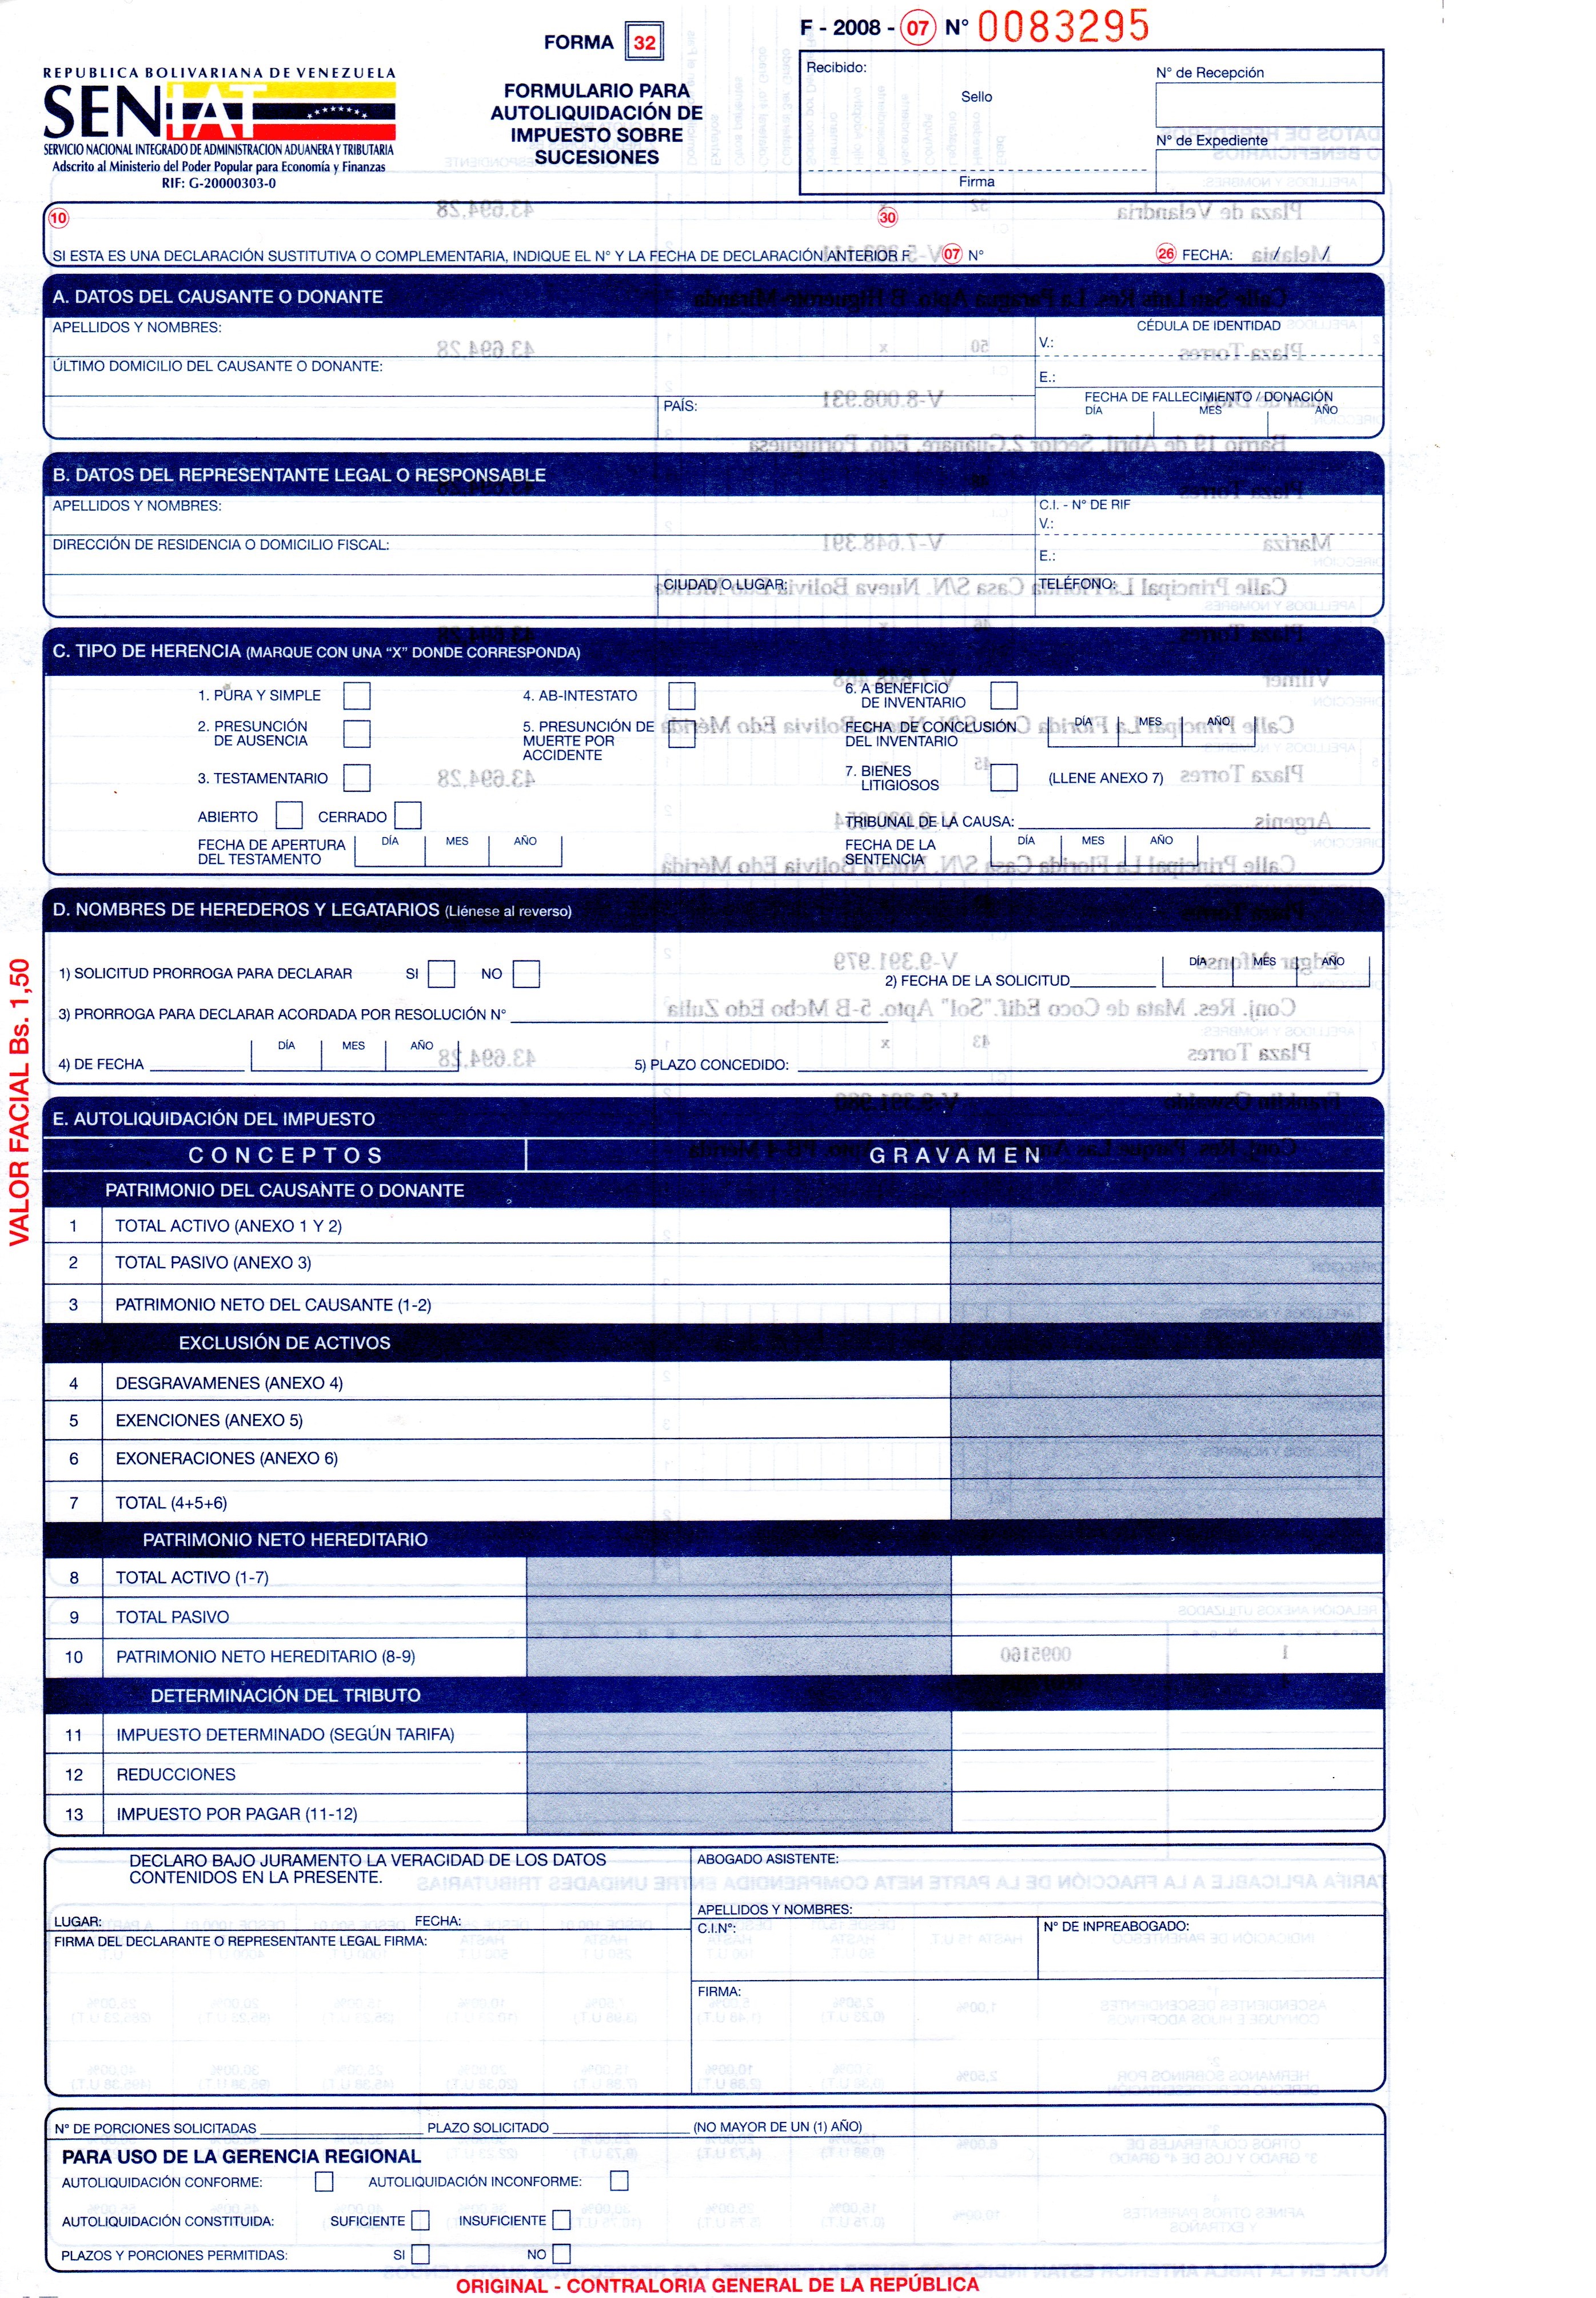 FORMA 32
F - 2008 - 07 N° 0083295
REPUBLICA BOLIVARIANA DE VENEZUELA
SENIAT
SERVICIO NACIONAL INTEGRADO DE ADMINISTRACION ADUANERA Y TRIBUTARIA
Adscrito al Ministerio del Poder Popular para Economía y Finanzas
RIF: G-20000303-0
FORMULARIO PARA
AUTOLIQUIDACIÓN DE
IMPUESTO SOBRE
SUCESIONES
Recibido:
Sello
Firma
N° de Recepción
N° de Expediente
10
30
SI ESTA ES UNA DECLARACIÓN SUSTITUTIVA O COMPLEMENTARIA, INDIQUE EL N° Y LA FECHA DE DECLARACIÓN ANTERIOR F 07 N° 26 FECHA: / /
A. DATOS DEL CAUSANTE O DONANTE
APELLIDOS Y NOMBRES:
CÉDULA DE IDENTIDAD
V.:
ÚLTIMO DOMICILIO DEL CAUSANTE O DONANTE:
E.:
PAÍS:
FECHA DE FALLECIMIENTO / DONACIÓN
DÍA MES AÑO
B. DATOS DEL REPRESENTANTE LEGAL O RESPONSABLE
APELLIDOS Y NOMBRES:
C.I. - N° DE RIF
V.:
DIRECCIÓN DE RESIDENCIA O DOMICILIO FISCAL:
E.:
CIUDAD O LUGAR:
TELÉFONO:
C. TIPO DE HERENCIA (MARQUE CON UNA "X" DONDE CORRESPONDA)
1. PURA Y SIMPLE
2. PRESUNCIÓN
DE AUSENCIA
3. TESTAMENTARIO
ABIERTO CERRADO
FECHA DE APERTURA
DEL TESTAMENTO
DÍA MES AÑO
4. AB-INTESTATO
5. PRESUNCIÓN DE
MUERTE POR
ACCIDENTE
6. A BENEFICIO
DE INVENTARIO
FECHA DE CONCLUSIÓN
DEL INVENTARIO
DÍA MES AÑO
7. BIENES
LITIGIOSOS
(LLENE ANEXO 7)
TRIBUNAL DE LA CAUSA:
FECHA DE LA
SENTENCIA
DÍA MES AÑO
D. NOMBRES DE HEREDEROS Y LEGATARIOS (Llénese al reverso)
1) SOLICITUD PRORROGA PARA DECLARAR SI NO
2) FECHA DE LA SOLICITUD
DÍA MES AÑO
3) PRORROGA PARA DECLARAR ACORDADA POR RESOLUCIÓN N°
4) DE FECHA
DÍA MES AÑO
5) PLAZO CONCEDIDO:
VALOR FACIAL Bs. 1,50
E. AUTOLIQUIDACIÓN DEL IMPUESTO
CONCEPTOS GRAVAMEN
PATRIMONIO DEL CAUSANTE O DONANTE
1 TOTAL ACTIVO (ANEXO 1 Y 2)
2 TOTAL PASIVO (ANEXO 3)
3 PATRIMONIO NETO DEL CAUSANTE (1-2)
EXCLUSIÓN DE ACTIVOS
4 DESGRAVAMENES (ANEXO 4)
5 EXENCIONES (ANEXO 5)
6 EXONERACIONES (ANEXO 6)
7 TOTAL (4+5+6)
PATRIMONIO NETO HEREDITARIO
8 TOTAL ACTIVO (1-7)
9 TOTAL PASIVO
10 PATRIMONIO NETO HEREDITARIO (8-9)
DETERMINACIÓN DEL TRIBUTO
11 IMPUESTO DETERMINADO (SEGÚN TARIFA)
12 REDUCCIONES
13 IMPUESTO POR PAGAR (11-12)
DECLARO BAJO JURAMENTO LA VERACIDAD DE LOS DATOS
CONTENIDOS EN LA PRESENTE.
LUGAR: FECHA:
FIRMA DEL DECLARANTE O REPRESENTANTE LEGAL FIRMA:
ABOGADO ASISTENTE:
APELLIDOS Y NOMBRES:
C.I.N°:
N° DE INPREABOGADO:
FIRMA:
N° DE PORCIONES SOLICITADAS PLAZO SOLICITADO (NO MAYOR DE UN (1) AÑO)
PARA USO DE LA GERENCIA REGIONAL
AUTOLIQUIDACIÓN CONFORME: AUTOLIQUIDACIÓN INCONFORME:
AUTOLIQUIDACIÓN CONSTITUIDA: SUFICIENTE INSUFICIENTE
PLAZOS Y PORCIONES PERMITIDAS: SI NO
ORIGINAL - CONTRALORIA GENERAL DE LA REPÚBLICA